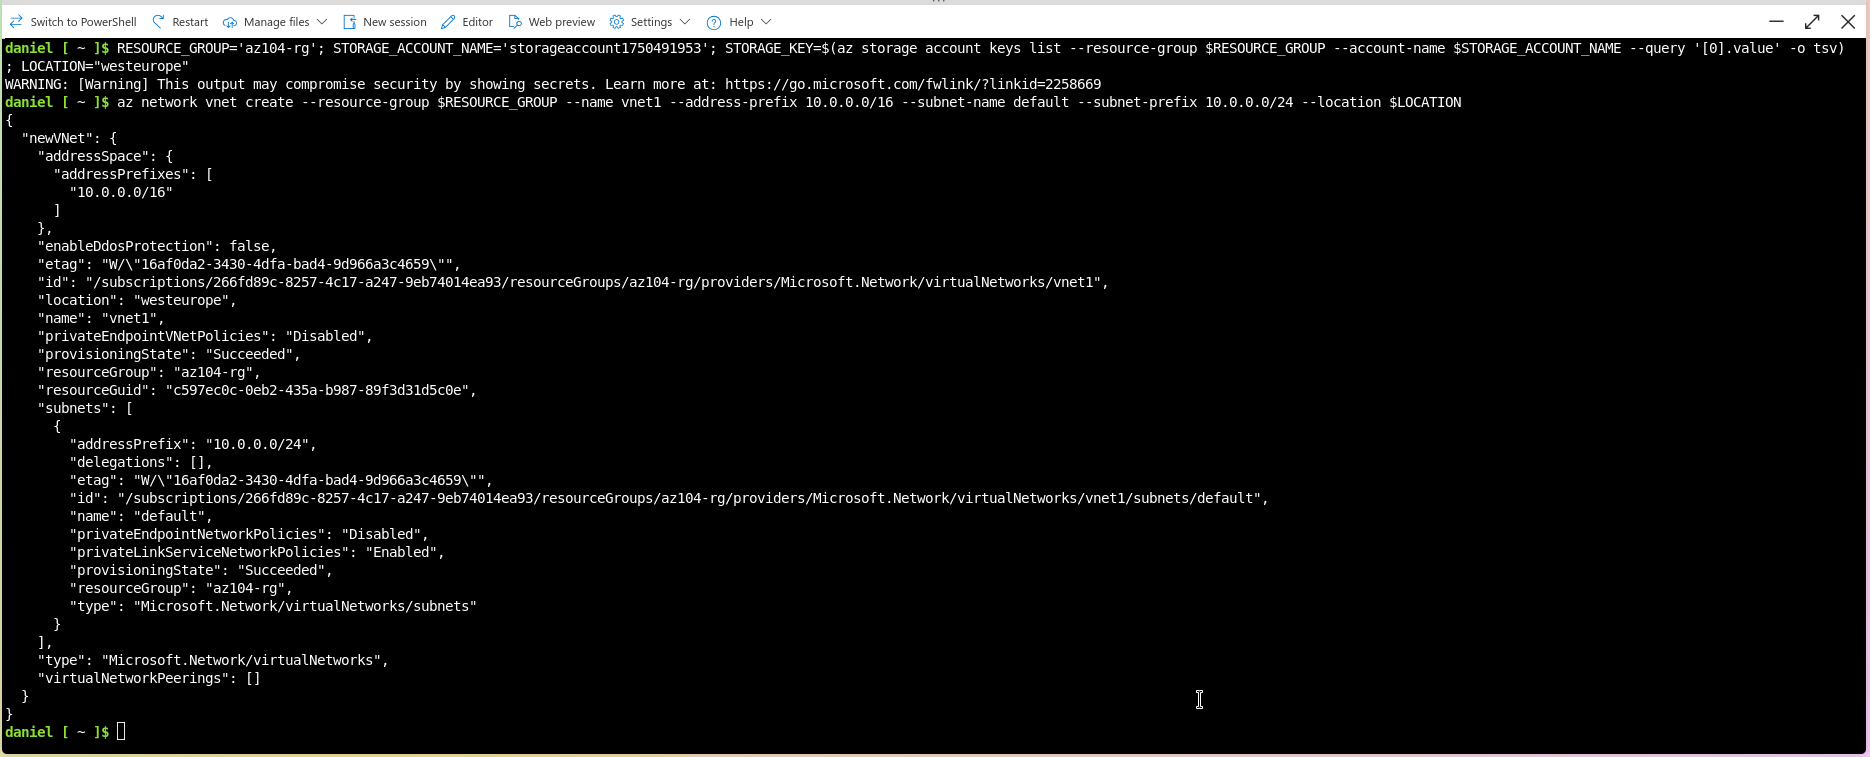 Switch to PowerShell Restart Manage files New session Editor Web preview Settings Help
daniel [ ~ ]$ RESOURCE_GROUP='az104-rg'; STORAGE_ACCOUNT_NAME='storageaccount1750491953'; STORAGE_KEY=$(az storage account keys list --resource-group $RESOURCE_GROUP --account-name $STORAGE_ACCOUNT_NAME --query '[0].value' -o tsv)
; LOCATION="westeurope"
WARNING: [Warning] This output may compromise security by showing secrets. Learn more at: https://go.microsoft.com/fwlink/?linkid=2258669
daniel [ ~ ]$ az network vnet create --resource-group $RESOURCE_GROUP --name vnet1 --address-prefix 10.0.0.0/16 --subnet-name default --subnet-prefix 10.0.0.0/24 --location $LOCATION
{
  "newVNet": {
    "addressSpace": {
      "addressPrefixes": [
        "10.0.0.0/16"
      ]
    },
    "enableDdosProtection": false,
    "etag": "W/\"16af0da2-3430-4dfa-bad4-9d966a3c4659\"",
    "id": "/subscriptions/266fd89c-8257-4c17-a247-9eb74014ea93/resourceGroups/az104-rg/providers/Microsoft.Network/virtualNetworks/vnet1",
    "location": "westeurope",
    "name": "vnet1",
    "privateEndpointVNetPolicies": "Disabled",
    "provisioningState": "Succeeded",
    "resourceGroup": "az104-rg",
    "resourceGuid": "c597ec0c-0eb2-435a-b987-89f3d31d5c0e",
    "subnets": [
      {
        "addressPrefix": "10.0.0.0/24",
        "delegations": [],
        "etag": "W/\"16af0da2-3430-4dfa-bad4-9d966a3c4659\"",
        "id": "/subscriptions/266fd89c-8257-4c17-a247-9eb74014ea93/resourceGroups/az104-rg/providers/Microsoft.Network/virtualNetworks/vnet1/subnets/default",
        "name": "default",
        "privateEndpointNetworkPolicies": "Disabled",
        "privateLinkServiceNetworkPolicies": "Enabled",
        "provisioningState": "Succeeded",
        "resourceGroup": "az104-rg",
        "type": "Microsoft.Network/virtualNetworks/subnets"
      }
    ],
    "type": "Microsoft.Network/virtualNetworks",
    "virtualNetworkPeerings": []
  }
}
daniel [ ~ ]$